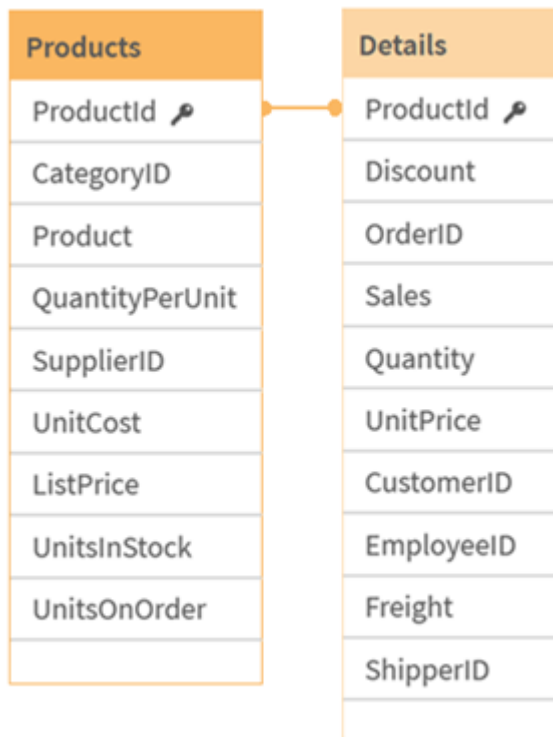 Products
ProductId
CategoryID
Product
QuantityPerUnit
SupplierID
UnitCost
ListPrice
UnitsInStock
UnitsOnOrder
Details
ProductId
Discount
OrderID
Sales
Quantity
UnitPrice
CustomerID
EmployeeID
Freight
ShipperID